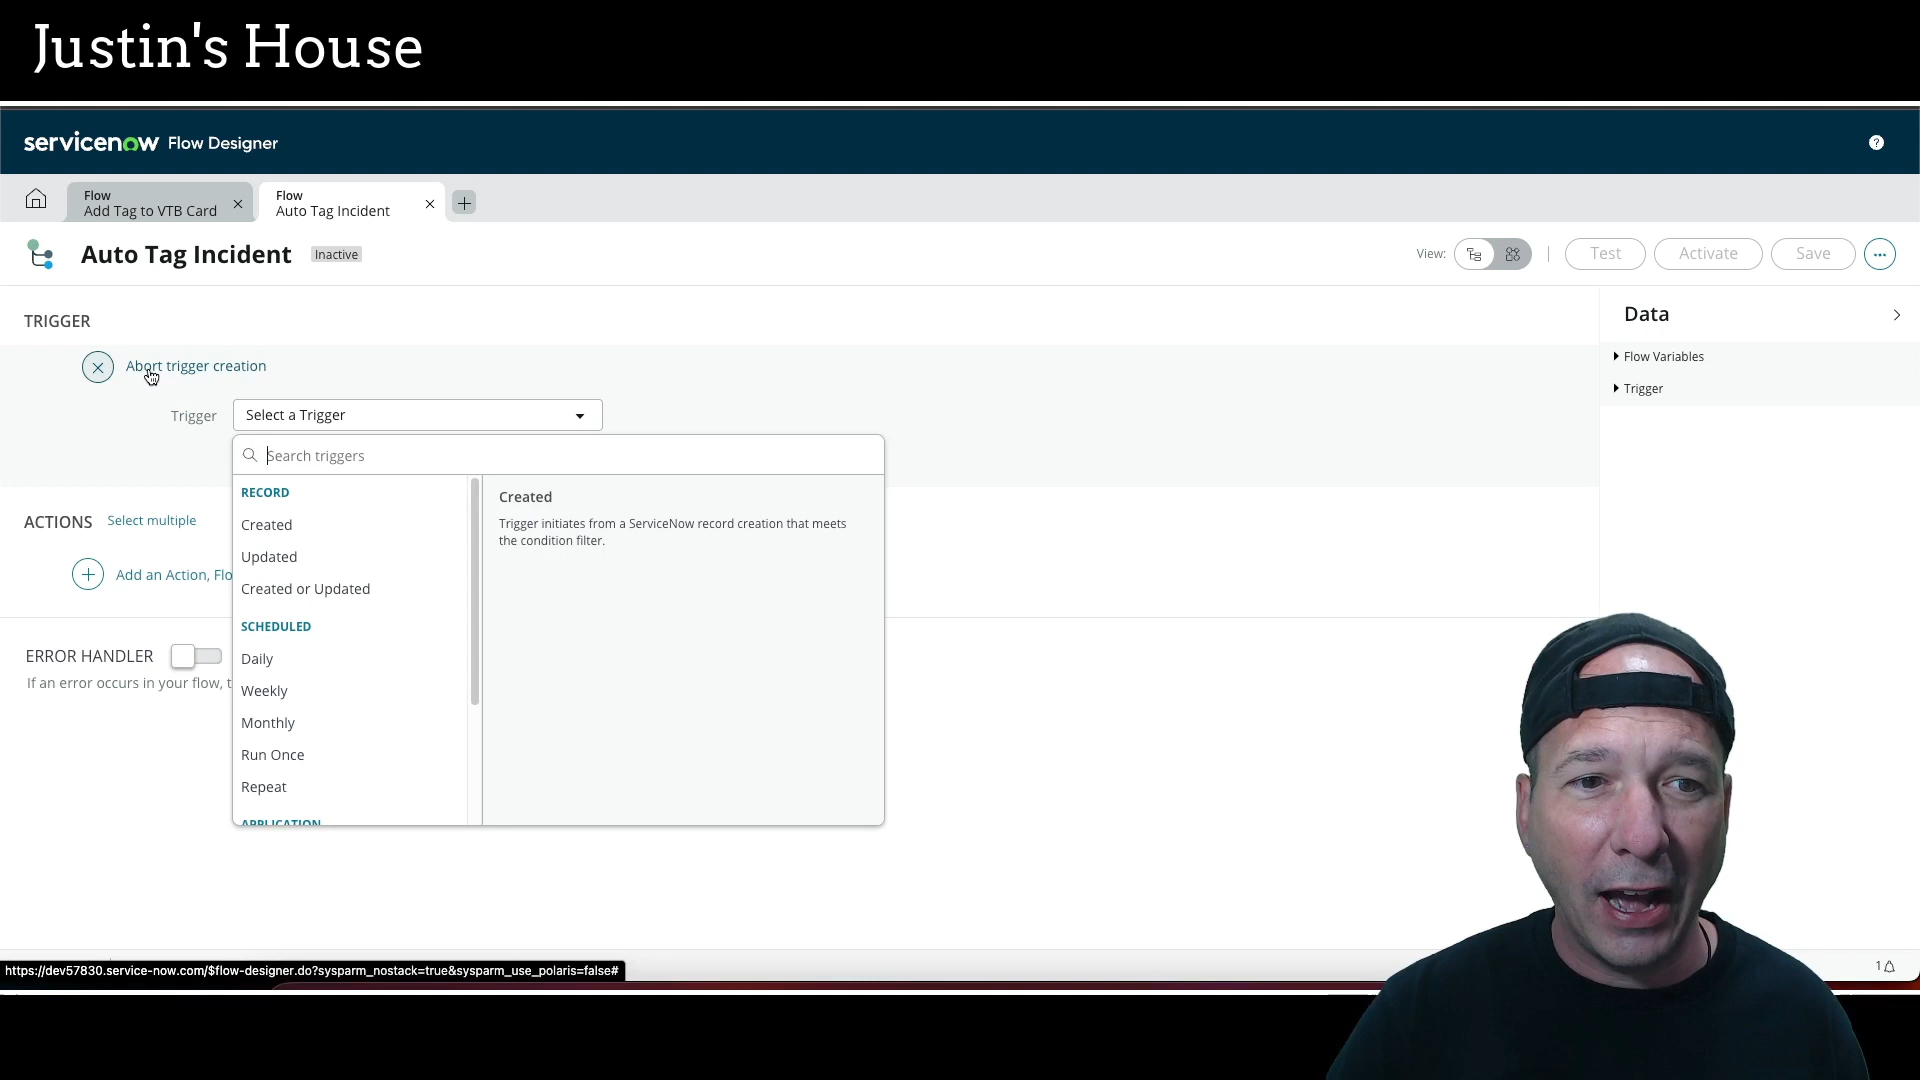 Justin's House
servicenow Flow Designer
?
Flow
Add Tag to VTB Card
Flow
Auto Tag Incident
Auto Tag Incident
Inactive
View:
Test
Activate
Save
TRIGGER
Data
Abort trigger creation
Flow Variables
Trigger
Trigger
Select a Trigger
Search triggers
RECORD
Created
Updated
Created or Updated
SCHEDULED
Daily
Weekly
Monthly
Run Once
Repeat
APPLICATION
Created
Trigger initiates from a ServiceNow record creation that meets
the condition filter.
ACTIONS
Select multiple
Add an Action, Flo
ERROR HANDLER
If an error occurs in your flow, t
https://dev57830.service-now.com/$flow-designer.do?sysparm_nostack=true&sysparm_use_polaris=false#
1